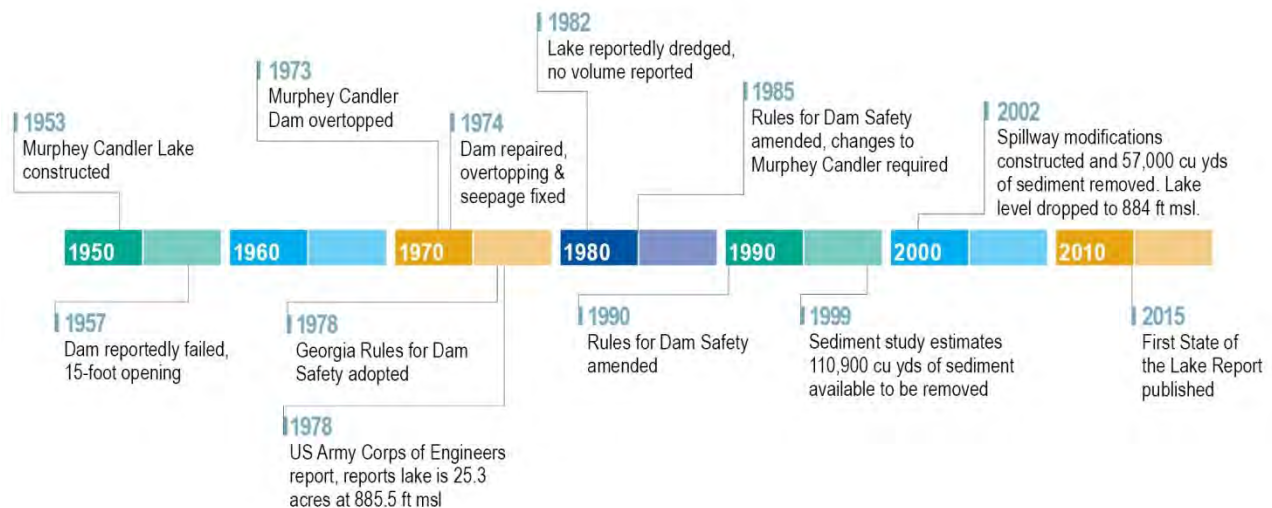 1953
Murphey Candler Lake
constructed
1973
Murphey Candler
Dam overtopped
1974
Dam repaired,
overtopping &
seepage fixed
1982
Lake reportedly dredged,
no volume reported
1985
Rules for Dam Safety
amended, changes to
Murphey Candler required
2002
Spillway modifications
constructed and 57,000 cu yds
of sediment removed. Lake
level dropped to 884 ft msl.
1950
1960
1970
1980
1990
2000
2010
1957
Dam reportedly failed,
15-foot opening
1978
Georgia Rules for Dam
Safety adopted
1978
US Army Corps of Engineers
report, reports lake is 25.3
acres at 885.5 ft msl
1990
Rules for Dam Safety
amended
1999
Sediment study estimates
110,900 cu yds of sediment
available to be removed
2015
First State of
the Lake Report
published